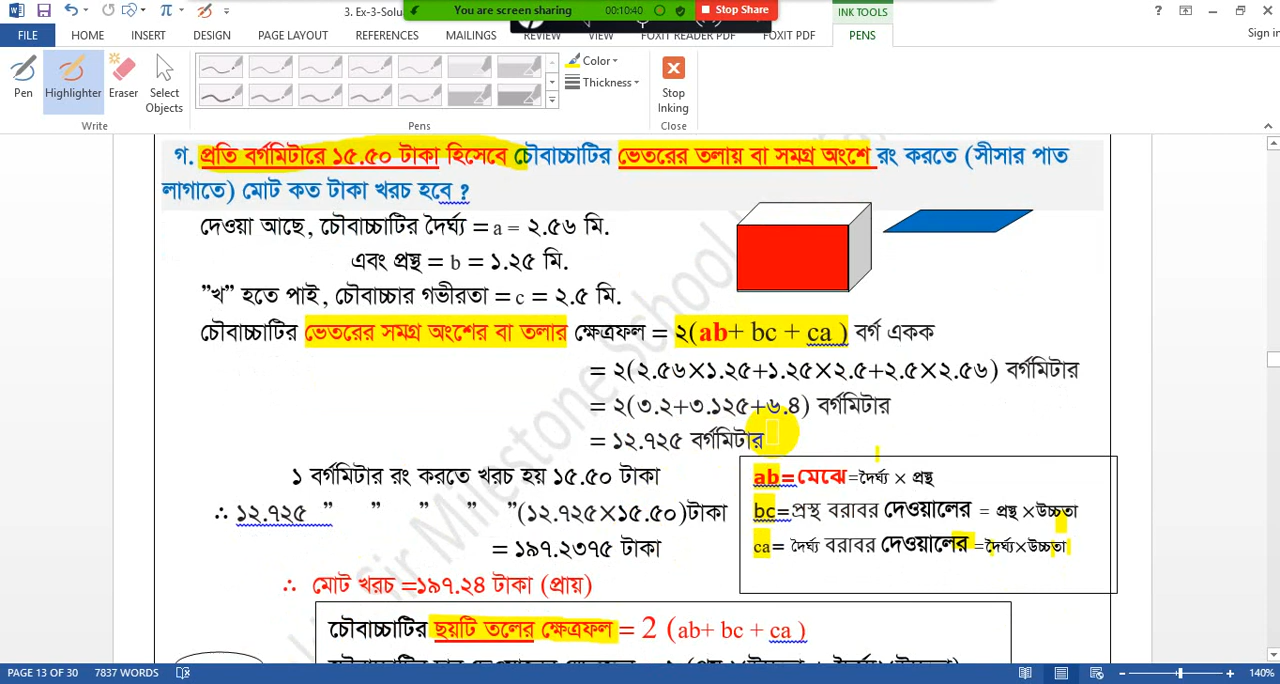 3. Ex-3-Solu
You are screen sharing
00:10:40
Stop Share
INK TOOLS
Sign in
FILE HOME INSERT DESIGN PAGE LAYOUT REFERENCES MAILINGS REVIEW VIEW FOXIT READER PDF FOXIT PDF PENS
Color
Thickness
Pen Highlighter Eraser Select Objects
Stop Inking
Write Pens Close
গ. প্রতি বর্গমিটারে ১৫.৫০ টাকা হিসেবে চৌবাচ্চাটির ভেতরের তলায় বা সমগ্র অংশে রং করতে (সীসার পাত
লাগাতে) মোট কত টাকা খরচ হবে ?
দেওয়া আছে, চৌবাচ্চাটির দৈর্ঘ্য = a = ২.৫৬ মি.
এবং প্রস্থ = b = ১.২৫ মি.
”খ” হতে পাই, চৌবাচ্চার গভীরতা = c = ২.৫ মি.
চৌবাচ্চাটির ভেতরের সমগ্র অংশের বা তলার ক্ষেত্রফল = ২(ab+ bc + ca ) বর্গ একক
= ২(২.৫৬×১.২৫+১.২৫×২.৫+২.৫×২.৫৬) বর্গমিটার
= ২(৩.২+৩.১২৫+৬.৪) বর্গমিটার
= ১২.৭২৫ বর্গমিটার
১ বর্গমিটার রং করতে খরচ হয় ১৫.৫০ টাকা
∴ ১২.৭২৫ ” ” ” ” ”(১২.৭২৫×১৫.৫০)টাকা
= ১৯৭.২৩৭৫ টাকা
∴ মোট খরচ =১৯৭.২৪ টাকা (প্রায়)
ab=মেঝে=দৈর্ঘ্য × প্রস্থ
bc=প্রস্থ বরাবর দেওয়ালের = প্রস্থ ×উচ্চতা
ca= দৈর্ঘ্য বরাবর দেওয়ালের =দৈর্ঘ্য×উচ্চতা
চৌবাচ্চাটির ছয়টি তলের ক্ষেত্রফল = 2 (ab+ bc + ca )
Sir Milestone School
PAGE 13 OF 30 7837 WORDS 140%